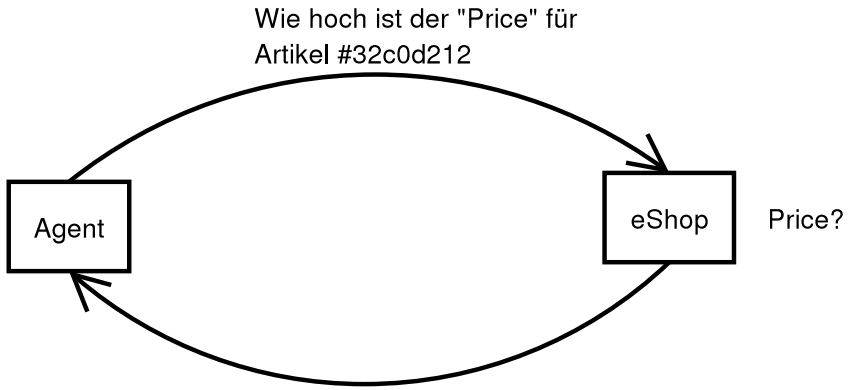 Wie hoch ist der "Price" für
Artikel #32c0d212
Agent
eShop
Price?